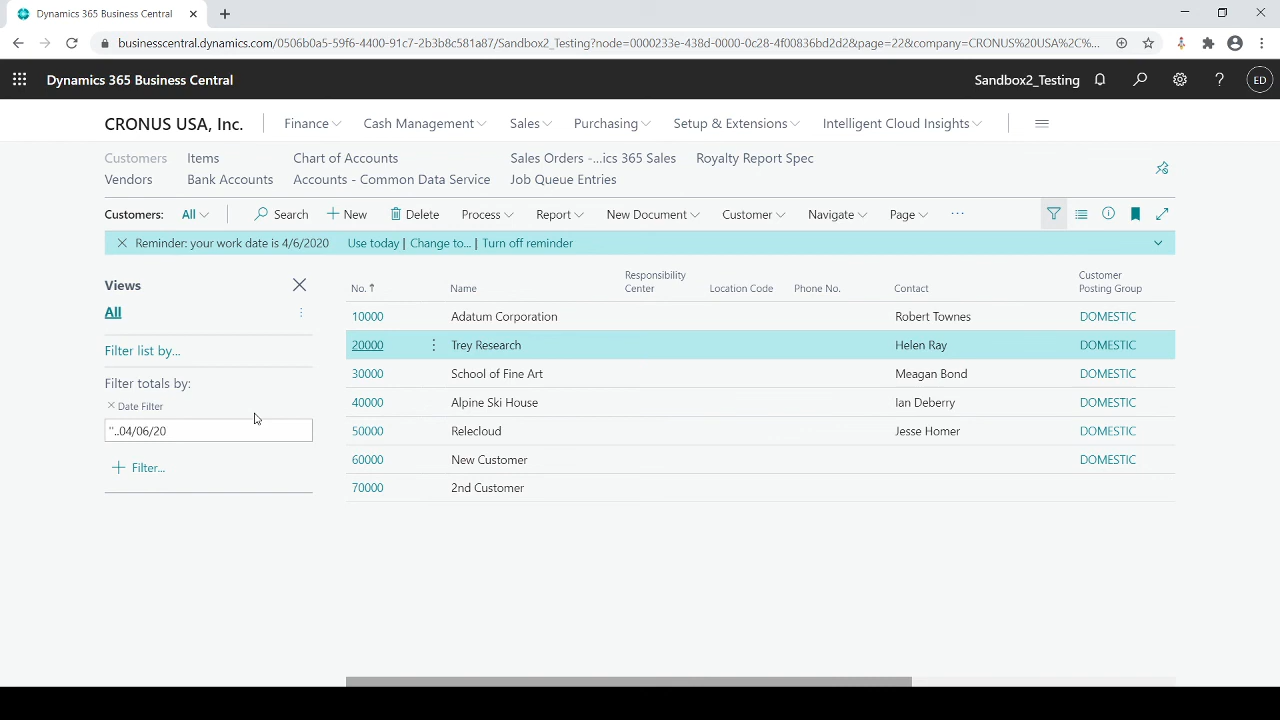 Dynamics 365 Business Central
businesscentral.dynamics.com/0506b0a5-59f6-4400-91c7-2b3b8c581a87/Sandbox2_Testing?node=0000233e-438d-0000-0c28-4f00836bd2d2&page=22&company=CRONUS%20USA%2C%...
Dynamics 365 Business Central Sandbox2_Testing ? ED
CRONUS USA, Inc. Finance Cash Management Sales Purchasing Setup & Extensions Intelligent Cloud Insights
Customers Items Chart of Accounts Sales Orders -...ics 365 Sales Royalty Report Spec
Vendors Bank Accounts Accounts - Common Data Service Job Queue Entries
Customers: All Search New Delete Process Report New Document Customer Navigate Page ...
Reminder: your work date is 4/6/2020 Use today | Change to... | Turn off reminder
Views
All
Filter list by...
Filter totals by:
Date Filter
''..04/06/20
Filter...
No. ↑ Name Responsibility Center Location Code Phone No. Contact Customer Posting Group
10000 Adatum Corporation Robert Townes DOMESTIC
20000 Trey Research Helen Ray DOMESTIC
30000 School of Fine Art Meagan Bond DOMESTIC
40000 Alpine Ski House Ian Deberry DOMESTIC
50000 Relecloud Jesse Homer DOMESTIC
60000 New Customer DOMESTIC
70000 2nd Customer